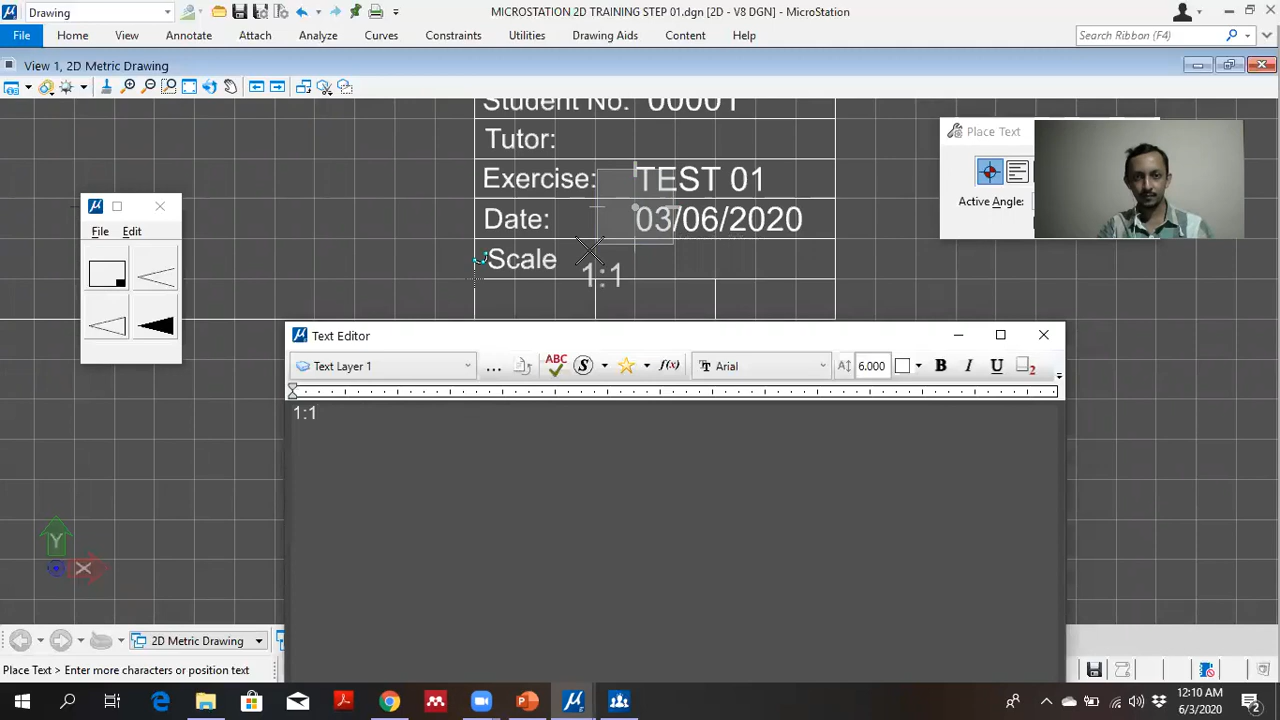 Drawing
MICROSTATION 2D TRAINING STEP 01.dgn [2D - V8 DGN] - MicroStation
File Home View Annotate Attach Analyze Curves Constraints Utilities Drawing Aids Content Help
Search Ribbon (F4)
View 1, 2D Metric Drawing
Student No: 00001
Tutor:
Exercise: TEST 01
Date: 03/06/2020
Scale 1:1
Place Text
Active Angle:
File Edit
Text Editor
Text Layer 1
... ABC S f(x) Arial 6.000 B I U
1:1
Y
X
2D Metric Drawing
Place Text > Enter more characters or position text
12:10 AM
6/3/2020
2